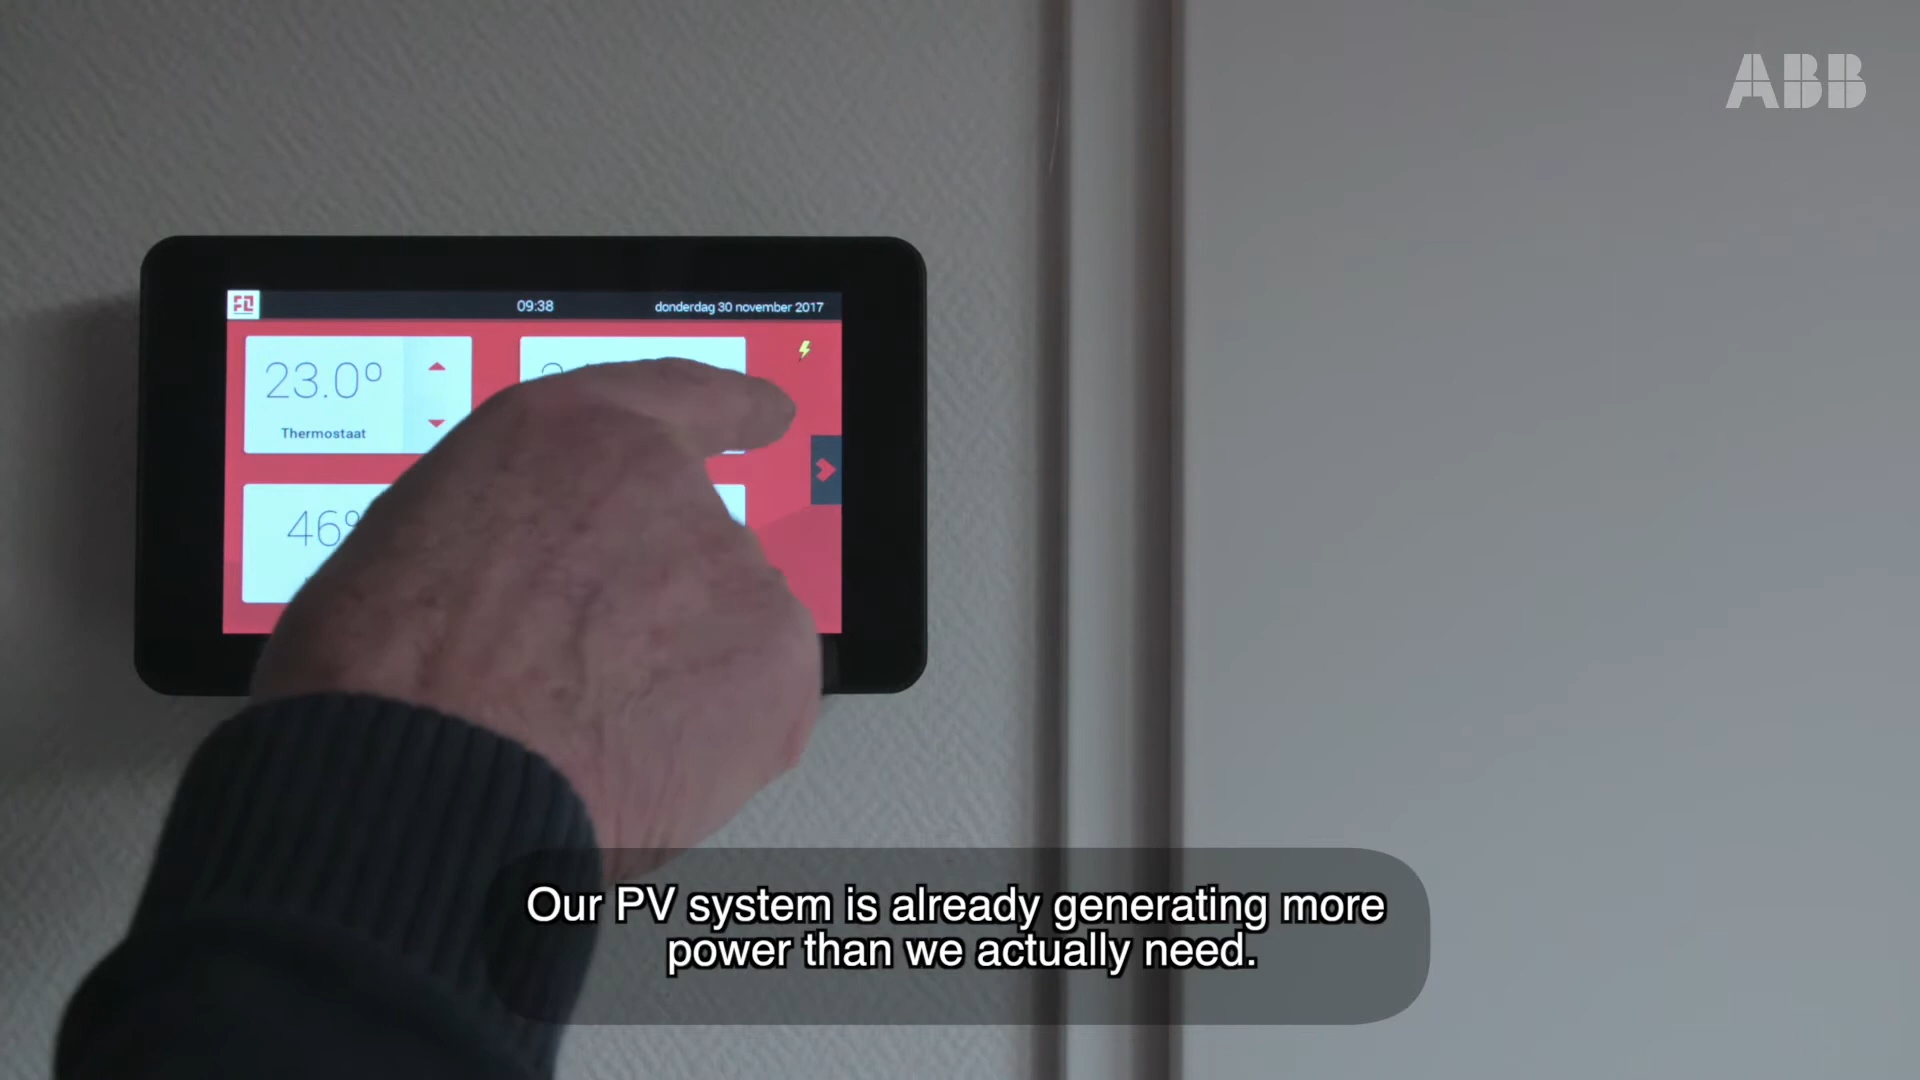 ABB
09:38
donderdag 30 november 2017
23.0°
Thermostaat
46
Our PV system is already generating more
power than we actually need.